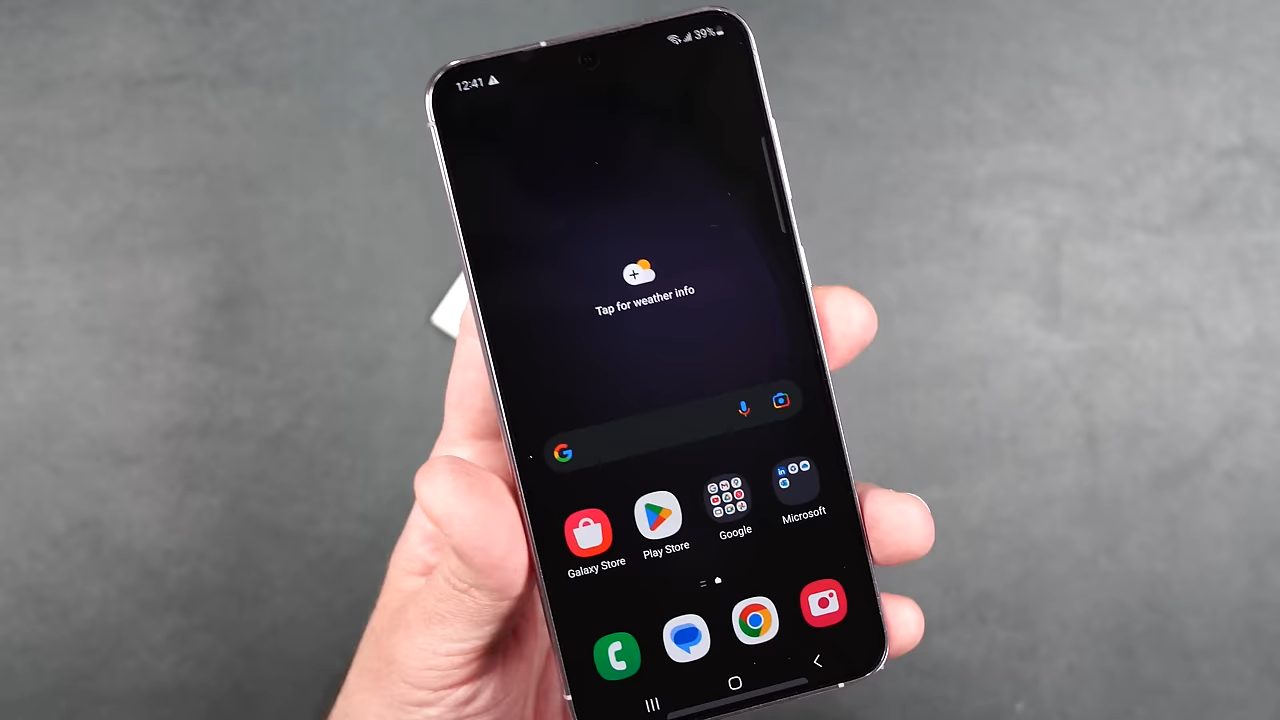 12:41
39%
Tap for weather info
Galaxy Store
Play Store
Google
Microsoft